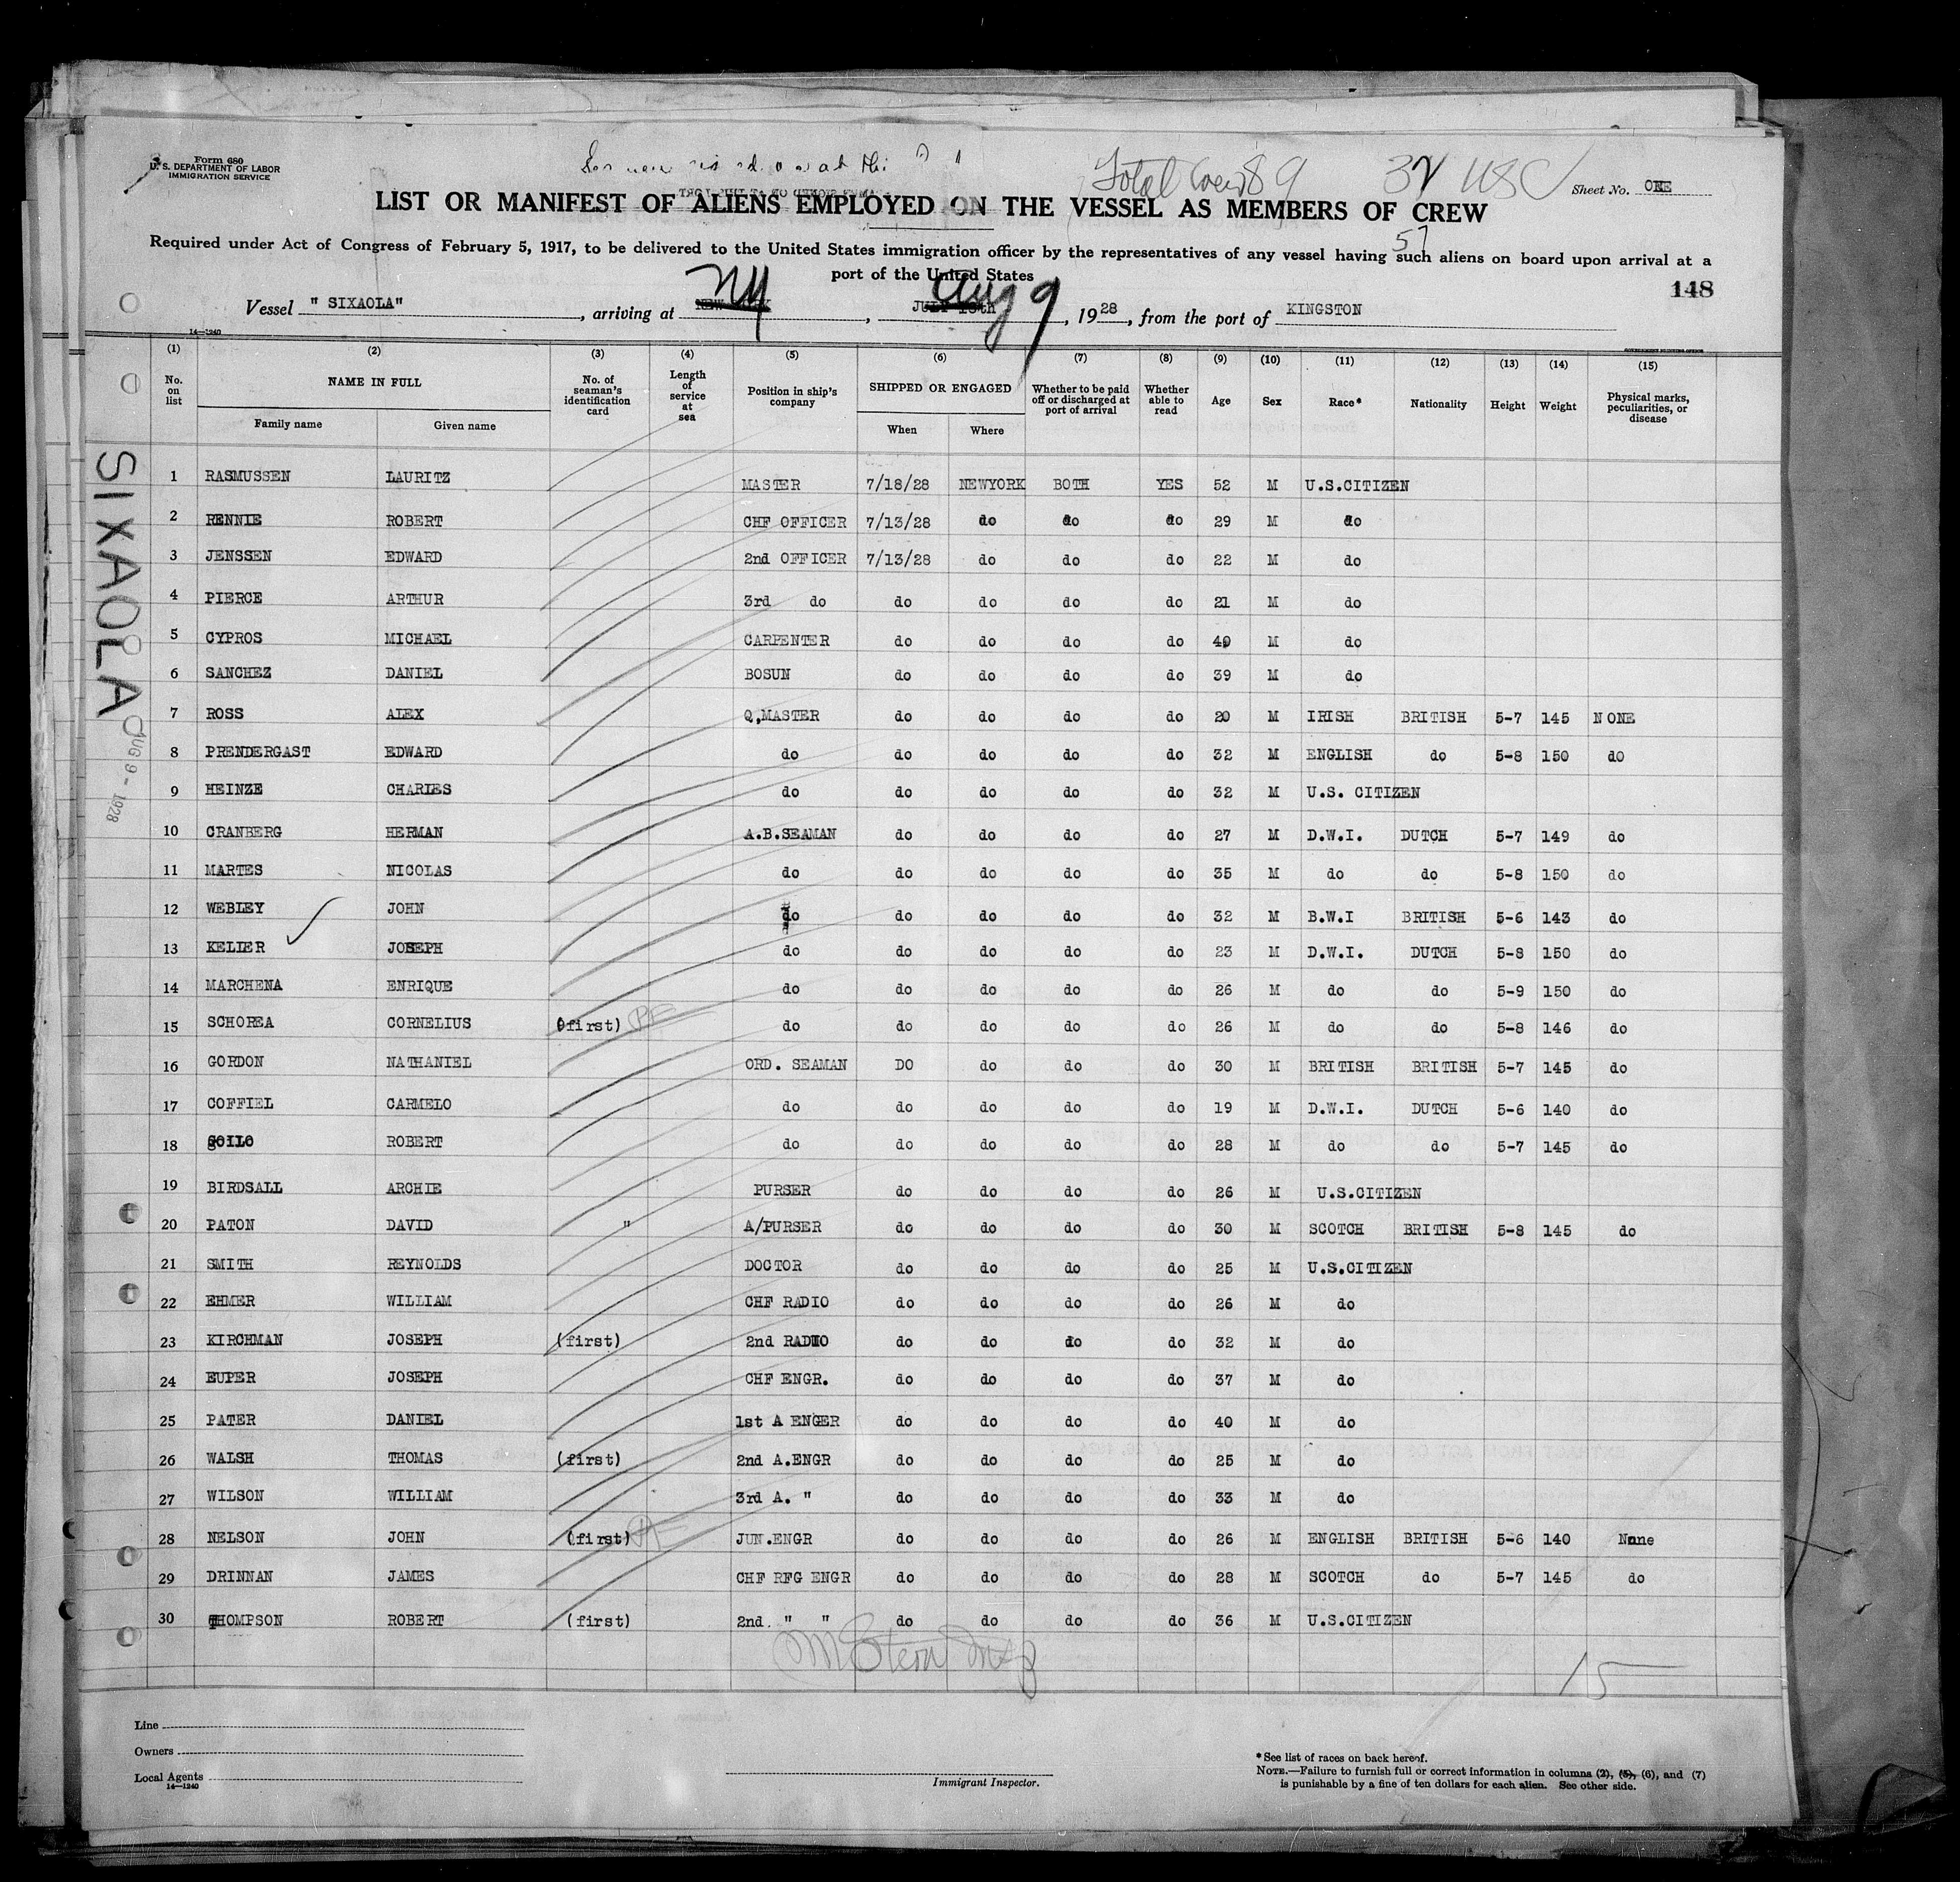 Form 680
U. S. DEPARTMENT OF LABOR
IMMIGRATION SERVICE
Total Crew 89
32 USC
Sheet No. ONE
LIST OR MANIFEST OF ALIENS EMPLOYED ON THE VESSEL AS MEMBERS OF CREW
57
Required under Act of Congress of February 5, 1917, to be delivered to the United States immigration officer by the representatives of any vessel having such aliens on board upon arrival at a
port of the United States
148
NY Aug 9
Vessel "SIXAOLA", arriving at NEW YORK, JULY, 1928, from the port of KINGSTON
14—1240
GOVERNMENT PRINTING OFFICE
(1) (2) (3) (4) (5) (6) (7) (8) (9) (10) (11) (12) (13) (14) (15)
No. on list NAME IN FULL Family name Given name No. of seaman's identification card Length of service at sea Position in ship's company SHIPPED OR ENGAGED When Where Whether to be paid off or discharged at port of arrival Whether able to read Age Sex Race* Nationality Height Weight Physical marks, peculiarities, or disease
SIXAOLA
AUG 9 - 1928
1 RASMUSSEN LAURITZ MASTER 7/18/28 NEWYORK BOTH YES 52 M U.S.CITIZEN
2 RENNIE ROBERT CHF OFFICER 7/13/28 do do do 29 M do
3 JENSSEN EDWARD 2nd OFFICER 7/13/28 do do do 22 M do
4 PIERCE ARTHUR 3rd do do do do do 21 M do
5 CYPROS MICHAEL CARPENTER do do do do 40 M do
6 SANCHEZ DANIEL BOSUN do do do do 39 M do
7 ROSS ALEX Q,MASTER do do do do 20 M IRISH BRITISH 5-7 145 NONE
8 PRENDERGAST EDWARD do do do do do 32 M ENGLISH do 5-8 150 do
9 HEINZE CHARLES do do do do do 32 M U.S. CITIZEN
10 CRANBERG HERMAN A.B.SEAMAN do do do do 27 M D.W.I. DUTCH 5-7 149 do
11 MARTES NICOLAS do do do do do 35 M do do 5-8 150 do
12 WEBLEY JOHN do do do do do 32 M B.W.I BRITISH 5-6 143 do
13 KELIER JOSEPH do do do do do 23 M D.W.I. DUTCH 5-8 150 do
14 MARCHENA ENRIQUE do do do do do 26 M do do 5-9 150 do
15 SCHOREA CORNELIUS (first) PE do do do do do 26 M do do 5-8 146 do
16 GORDON NATHANIEL ORD. SEAMAN DO do do do 30 M BRITISH BRITISH 5-7 145 do
17 COFFIEL CARMELO do do do do do 19 M D.W.I. DUTCH 5-6 140 do
18 GOILO ROBERT do do do do do 28 M do do 5-7 145 do
19 BIRDSALL ARCHIE PURSER do do do do 26 M U.S.CITIZEN
20 PATON DAVID " A/PURSER do do do do 30 M SCOTCH BRITISH 5-8 145 do
21 SMITH REYNOLDS DOCTOR do do do do 25 M U.S.CITIZEN
22 EHMER WILLIAM CHF RADIO do do do do 26 M do
23 KIRCHMAN JOSEPH (first) 2nd RADIO do do do do 32 M do
24 EUPER JOSEPH CHF ENGR. do do do do 37 M do
25 PATER DANIEL 1st A ENGER do do do do 40 M do
26 WALSH THOMAS (first) 2nd A.ENGR do do do do 25 M do
27 WILSON WILLIAM 3rd A. " do do do do 33 M do
28 NELSON JOHN (first) PE JUN.ENGR do do do do 26 M ENGLISH BRITISH 5-6 140 None
29 DRINNAN JAMES CHF RFG ENGR do do do do 28 M SCOTCH do 5-7 145 do
30 THOMPSON ROBERT (first) 2nd. " " do do do do 36 M U.S.CITIZEN
15
Line
Owners
Local Agents
14—1240
Immigrant Inspector.
*See list of races on back hereof.
NOTE.—Failure to furnish full or correct information in columns (2), (5), (6), and (7)
is punishable by a fine of ten dollars for each alien. See other side.